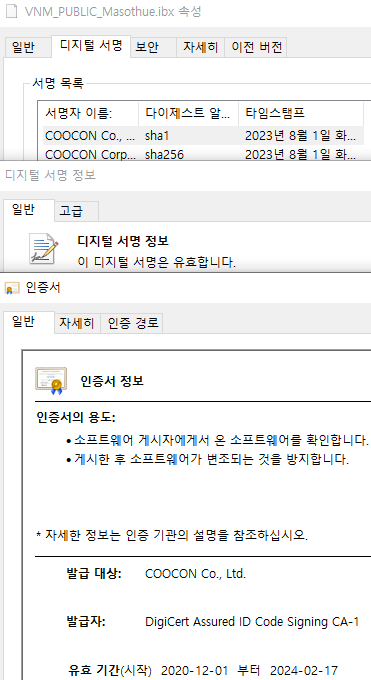 VNM_PUBLIC_Masothue.ibx 속성
일반 디지털 서명 보안 자세히 이전 버전
서명 목록
서명자 이름: 다이제스트 알... 타임스탬프
COOCON Co., ... sha1 2023년 8월 1일 화...
COOCON Corp... sha256 2023년 8월 1일 화...
디지털 서명 정보
일반 고급
디지털 서명 정보
이 디지털 서명은 유효합니다.
인증서
일반 자세히 인증 경로
인증서 정보
인증서의 용도:
• 소프트웨어 게시자에게서 온 소프트웨어를 확인합니다.
• 게시한 후 소프트웨어가 변조되는 것을 방지합니다.
* 자세한 정보는 인증 기관의 설명을 참조하십시오.
발급 대상: COOCON Co., Ltd.
발급자: DigiCert Assured ID Code Signing CA-1
유효 기간(시작) 2020-12-01 부터 2024-02-17